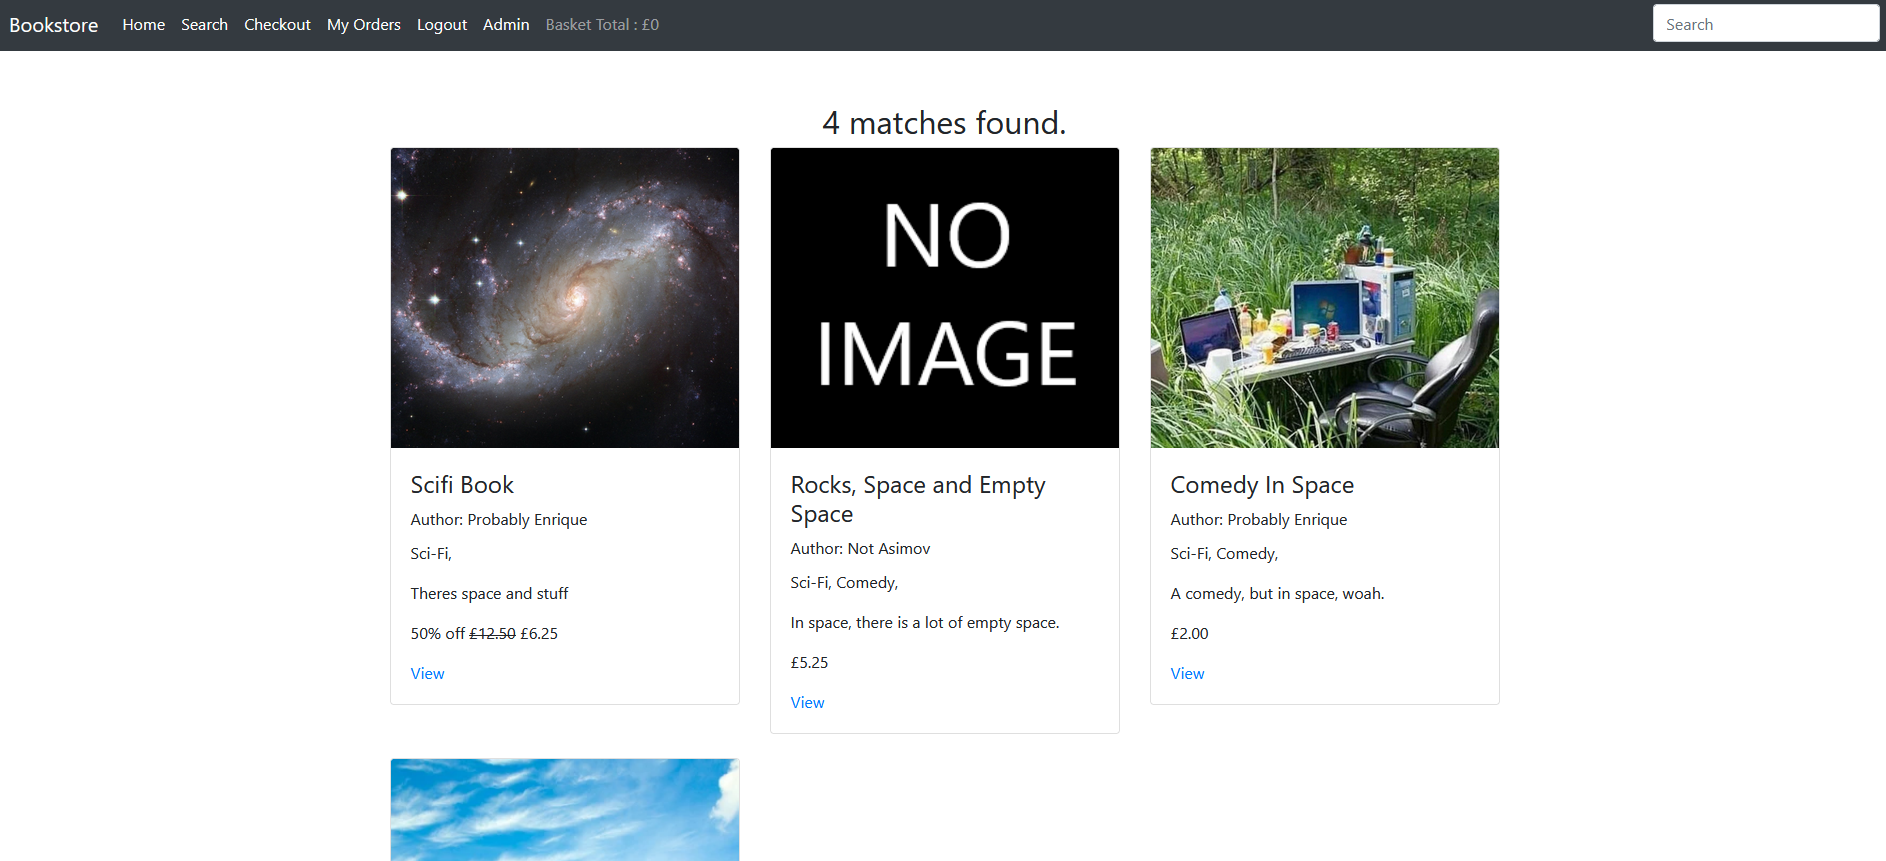 Bookstore Home Search Checkout My Orders Logout Admin Basket Total : £0 Search
4 matches found.
NO
IMAGE
Scifi Book
Author: Probably Enrique
Sci-Fi,
Theres space and stuff
50% off £12.50 £6.25
View
Rocks, Space and Empty
Space
Author: Not Asimov
Sci-Fi, Comedy,
In space, there is a lot of empty space.
£5.25
View
Comedy In Space
Author: Probably Enrique
Sci-Fi, Comedy,
A comedy, but in space, woah.
£2.00
View